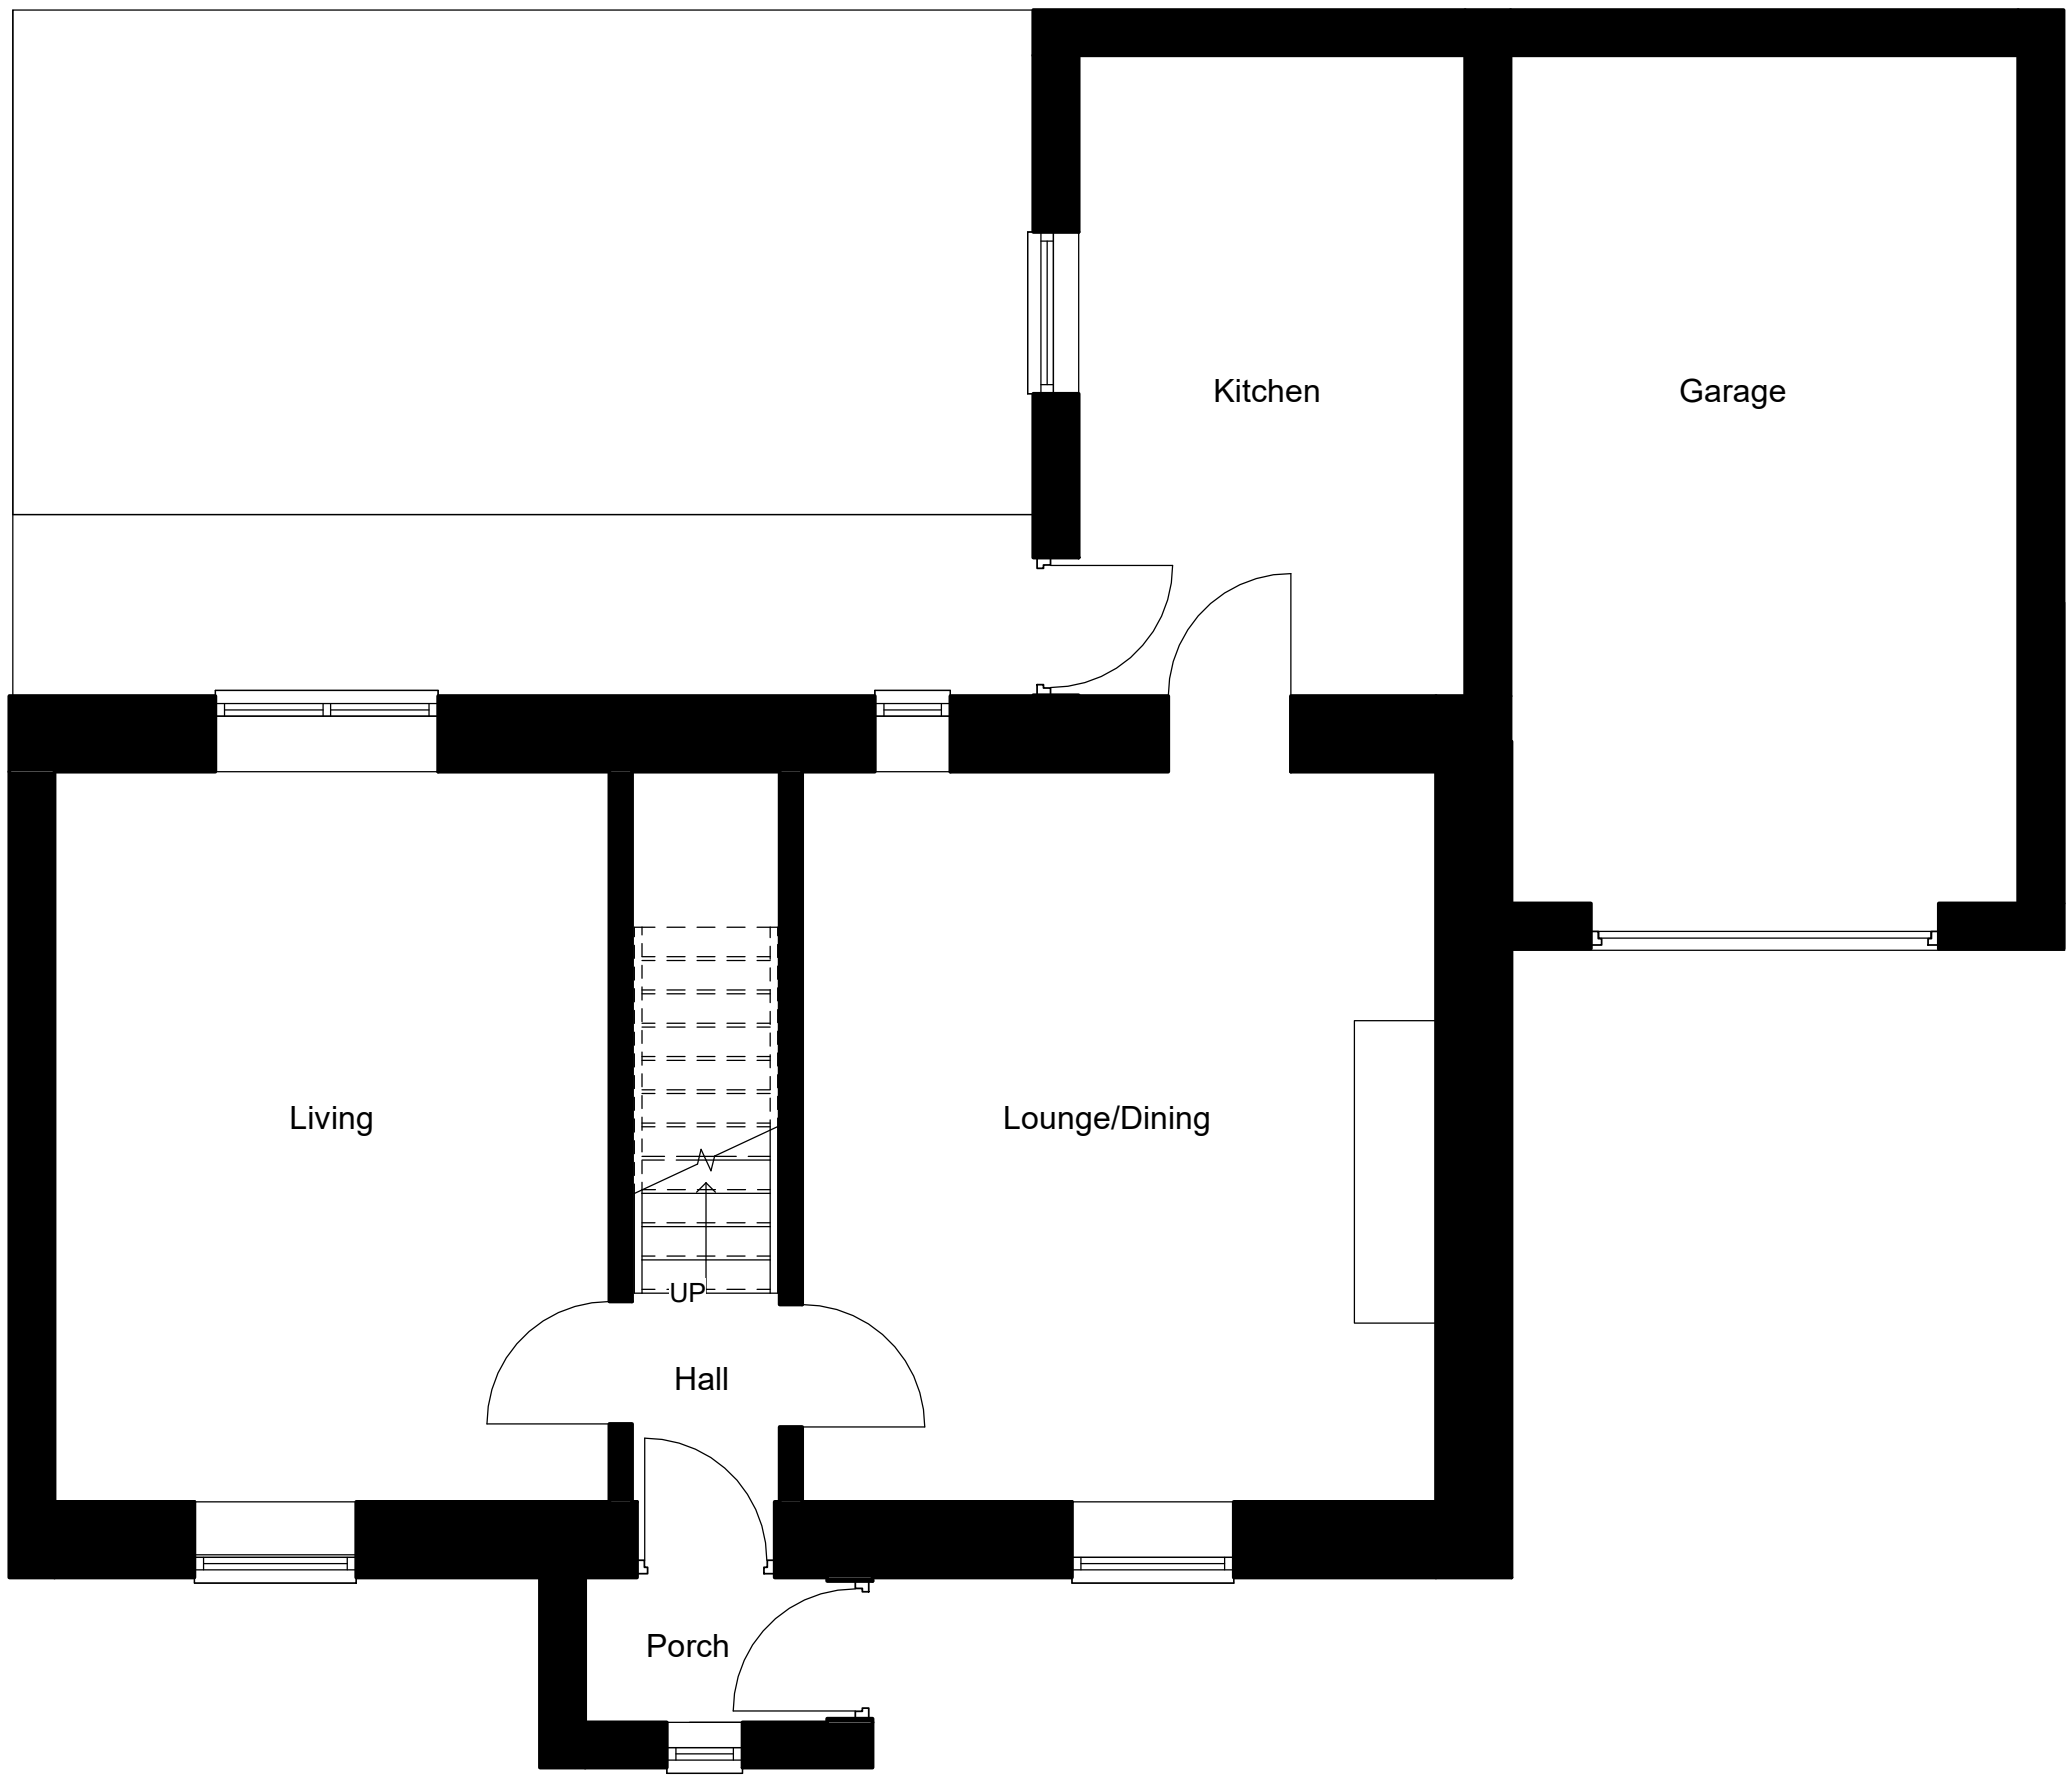 Kitchen
Garage
Living
Lounge/Dining
UP
Hall
Porch